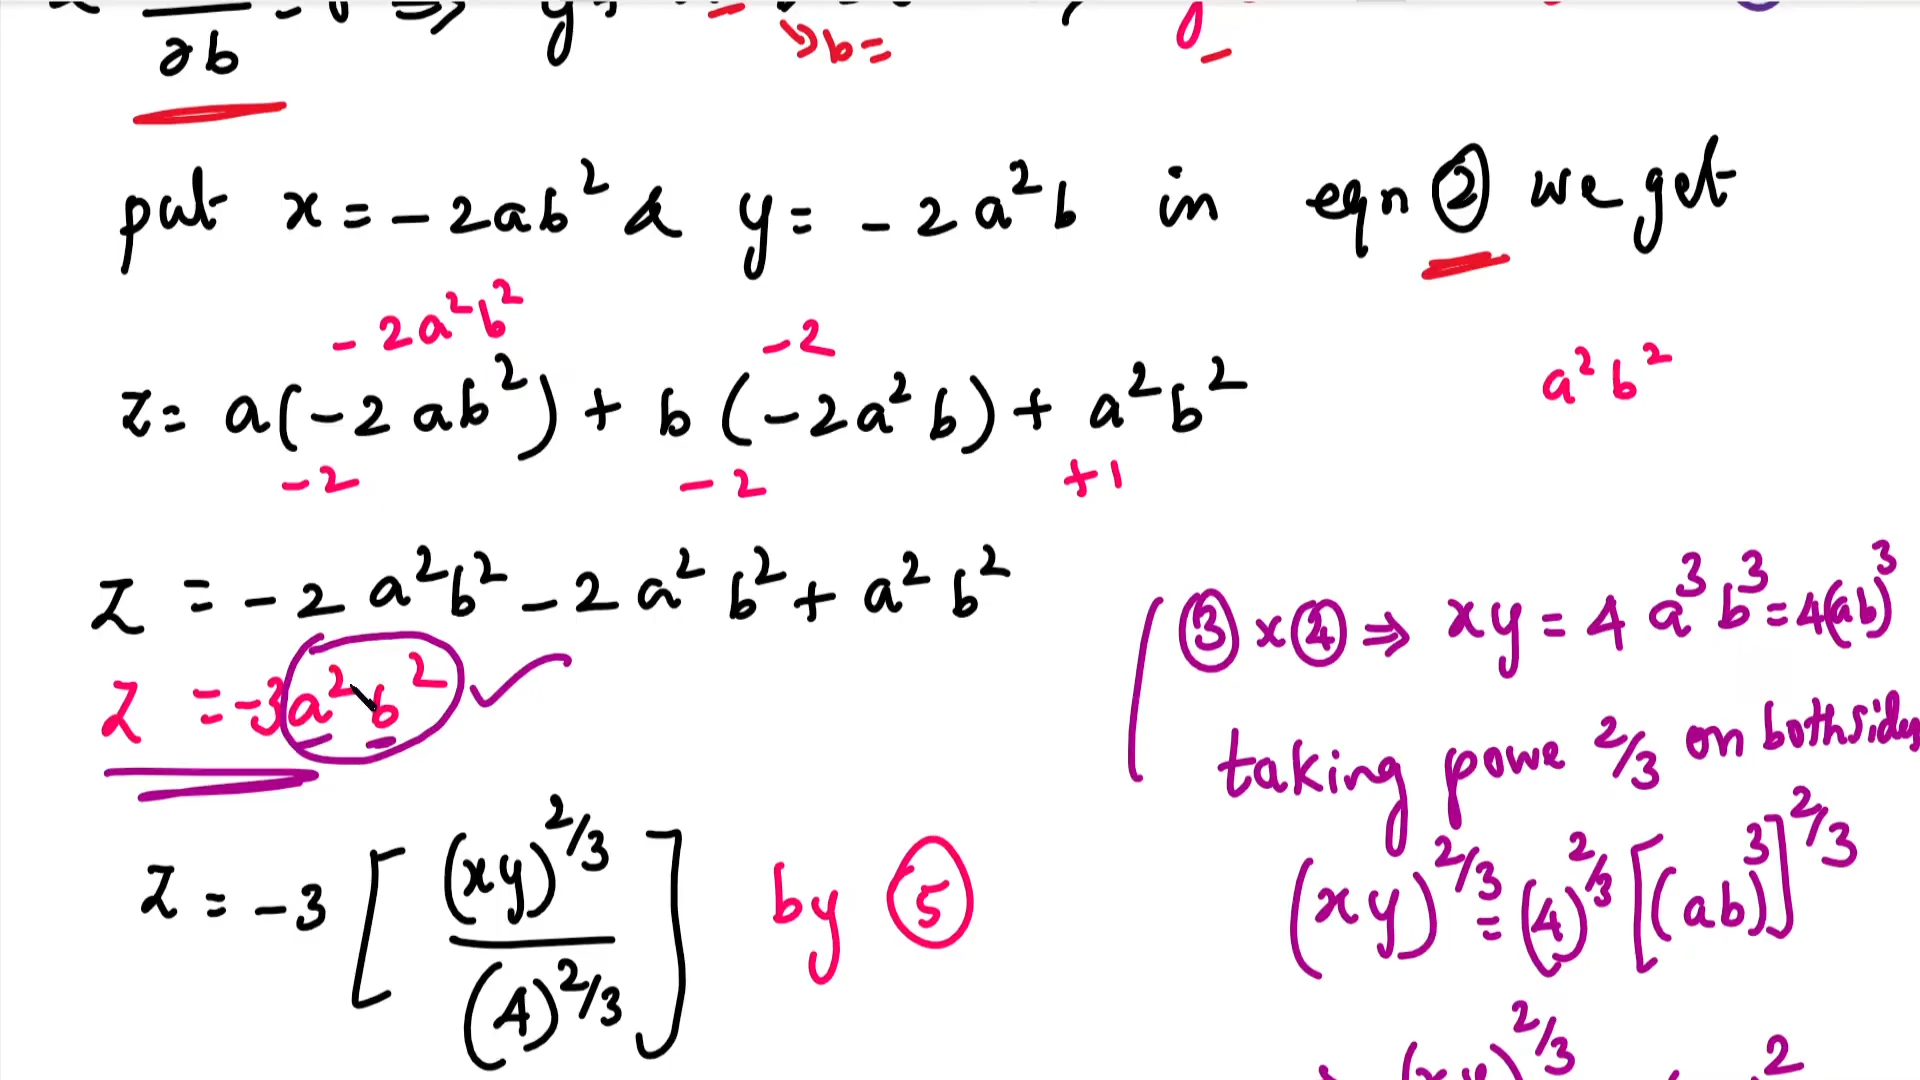 ∂b
b=
put x = -2ab² & y = -2a²b in eqn ② we get
-2a²b² -2
z = a(-2ab²) + b(-2a²b) + a²b² a²b²
-2 -2 +1
z = -2a²b² - 2a²b² + a²b²
z = -3a²b² ✓
z = -3[(xy)^2/3 / (4)^2/3] by ⑤
③ x ④ ⇒ xy = 4a³b³ = 4(ab)³
taking powe 2/3 on bothsides
(xy)^2/3 = (4)^2/3 [(ab)³]^2/3